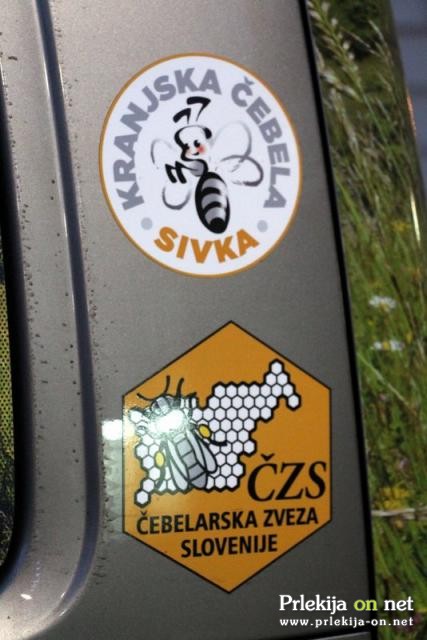 KRANJSKA ČEBELA
SIVKA
ČZS
ČEBELARSKA ZVEZA
SLOVENIJE
Prlekija on net
www.prlekija-on.net